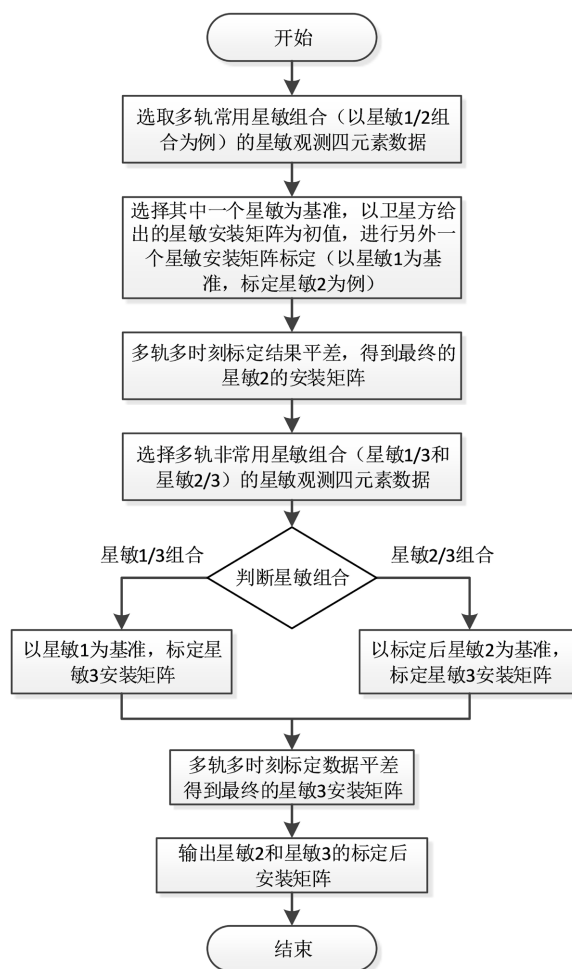 开始
选取多轨常用星敏组合（以星敏1/2组
合为例）的星敏观测四元素数据
选择其中一个星敏为基准，以卫星方给
出的星敏安装矩阵为初值，进行另外一
个星敏安装矩阵标定（以星敏1为基
准，标定星敏2为例）
多轨多时刻标定结果平差，得到最终的
星敏2的安装矩阵
选择多轨非常用星敏组合（星敏1/3和
星敏2/3）的星敏观测四元素数据
星敏1/3组合
判断星敏组合
星敏2/3组合
以星敏1为基准，标定星
敏3安装矩阵
以标定后星敏2为基准，
标定星敏3安装矩阵
多轨多时刻标定数据平差
得到最终的星敏3安装矩阵
输出星敏2和星敏3的标定后
安装矩阵
结束